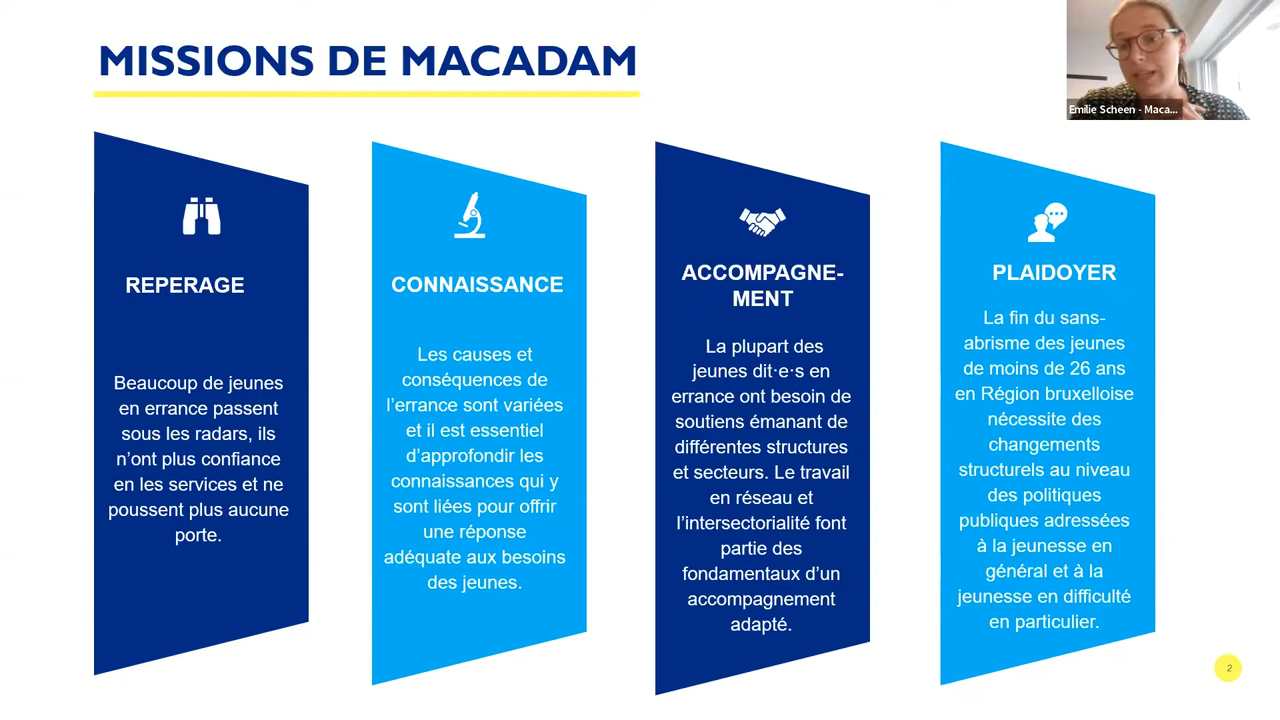 MISSIONS DE MACADAM
Emilie Scheen - Maca...
REPERAGE
Beaucoup de jeunes
en errance passent
sous les radars, ils
n’ont plus confiance
en les services et ne
poussent plus aucune
porte.
CONNAISSANCE
Les causes et
conséquences de
l’errance sont variées
et il est essentiel
d’approfondir les
connaissances qui y
sont liées pour offrir
une réponse
adéquate aux besoins
des jeunes.
ACCOMPAGNE-
MENT
La plupart des
jeunes dit·e·s en
errance ont besoin de
soutiens émanant de
différentes structures
et secteurs. Le travail
en réseau et
l’intersectorialité font
partie des
fondamentaux d’un
accompagnement
adapté.
PLAIDOYER
La fin du sans-
abrisme des jeunes
de moins de 26 ans
en Région bruxelloise
nécessite des
changements
structurels au niveau
des politiques
publiques adressées
à la jeunesse en
général et à la
jeunesse en difficulté
en particulier.
2